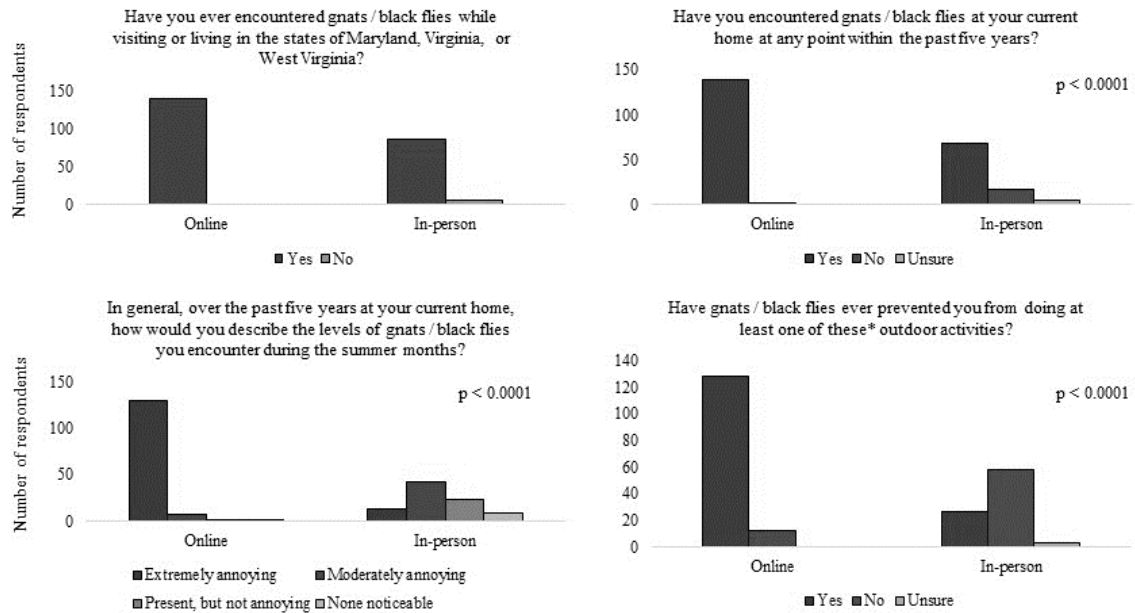 Have you ever encountered gnats / black flies while
visiting or living in the states of Maryland, Virginia, or
West Virginia?
Number of respondents
150
100
50
0
Online
In-person
Yes No
Have you encountered gnats / black flies at your current
home at any point within the past five years?
150
100
50
0
p < 0.0001
Online
In-person
Yes No Unsure
In general, over the past five years at your current home,
how would you describe the levels of gnats / black flies
you encounter during the summer months?
Number of respondents
150
100
50
0
p < 0.0001
Online
In-person
Extremely annoying Moderately annoying
Present, but not annoying None noticeable
Have gnats / black flies ever prevented you from doing at
least one of these* outdoor activities?
140
120
100
80
60
40
20
0
p < 0.0001
Online
In-person
Yes No Unsure